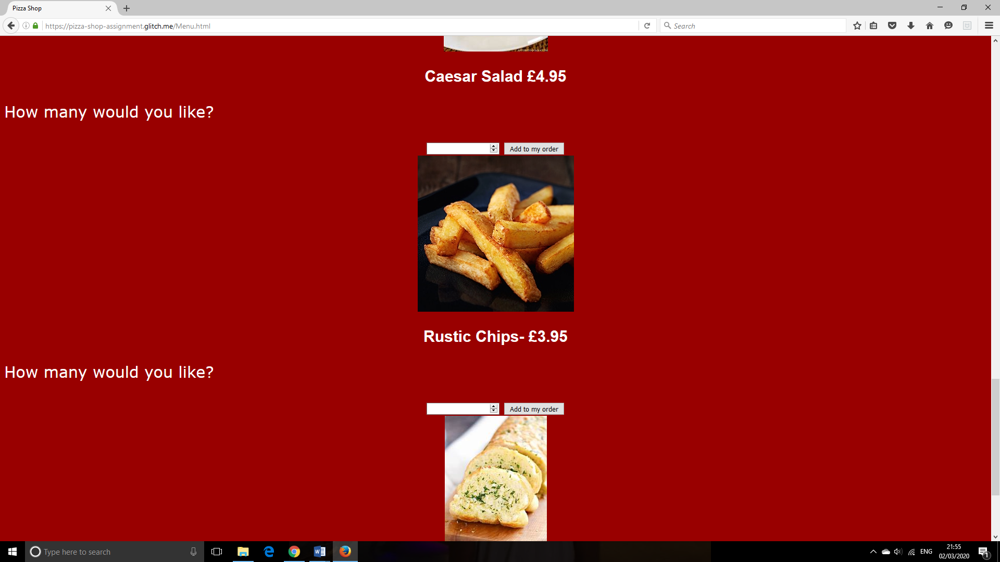 Pizza Shop
https://pizza-shop-assignment.glitch.me/Menu.html
Search
Caesar Salad £4.95
How many would you like?
Add to my order
Rustic Chips- £3.95
How many would you like?
Add to my order
Type here to search
ENG
21:55
02/03/2020
1